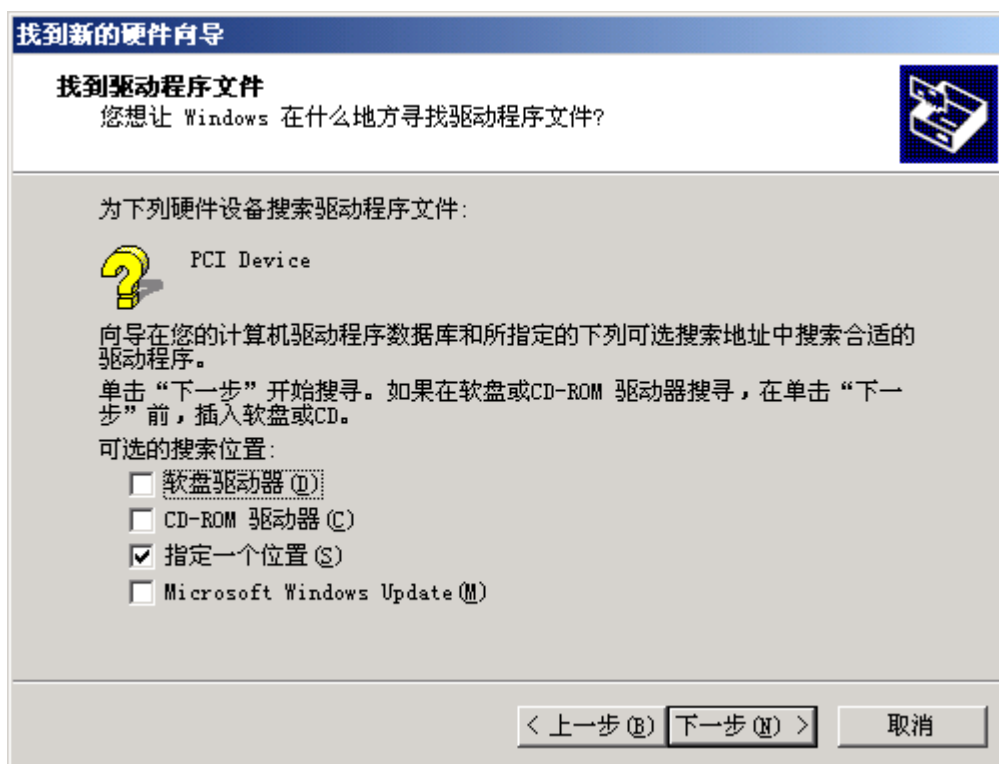 找到新的硬件向导
找到驱动程序文件
您想让 Windows 在什么地方寻找驱动程序文件?
为下列硬件设备搜索驱动程序文件:
PCI Device
向导在您的计算机驱动程序数据库和所指定的下列可选搜索地址中搜索合适的
驱动程序。
单击“下一步”开始搜寻。如果在软盘或CD-ROM 驱动器搜寻，在单击“下一
步”前，插入软盘或CD。
可选的搜索位置:
软盘驱动器(D)
CD-ROM 驱动器(C)
指定一个位置(S)
Microsoft Windows Update(M)
< 上一步(B) 下一步(N) > 取消